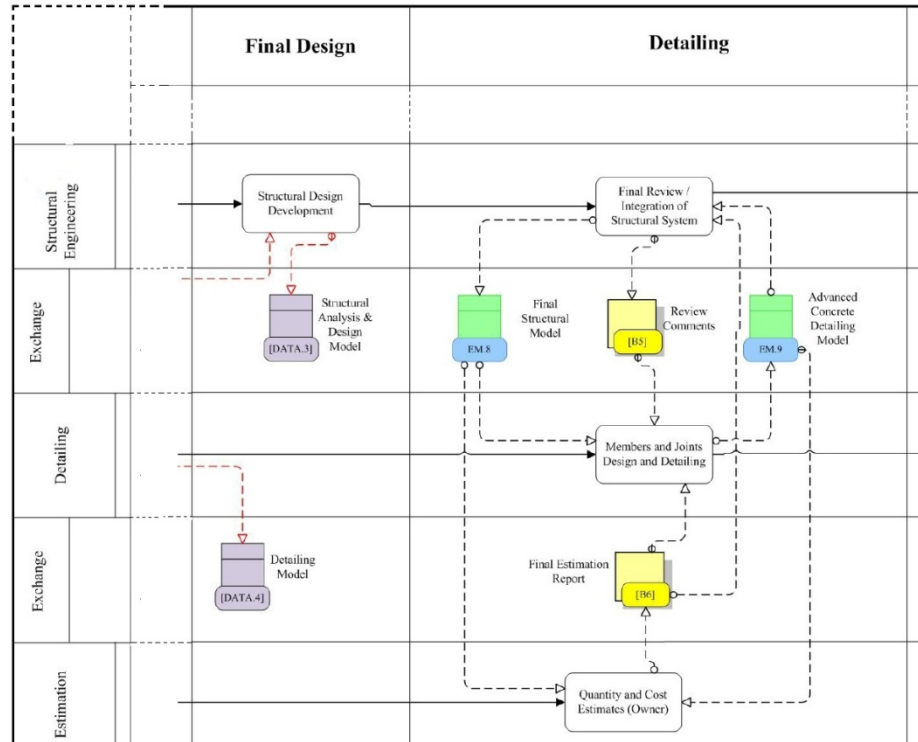 Final Design
Detailing
Structural
Engineering
Structural Design
Development
Final Review /
Integration of
Structural System
Exchange
Structural
Analysis &
Design
Model
[DATA.3]
Final
Structural
Model
EM.8
Review
Comments
[B5]
Advanced
Concrete
Detailing
Model
EM.9
Detailing
Members and Joints
Design and Detailing
Exchange
Detailing
Model
[DATA.4]
Final Estimation
Report
[B6]
Estimation
Quantity and Cost
Estimates (Owner)